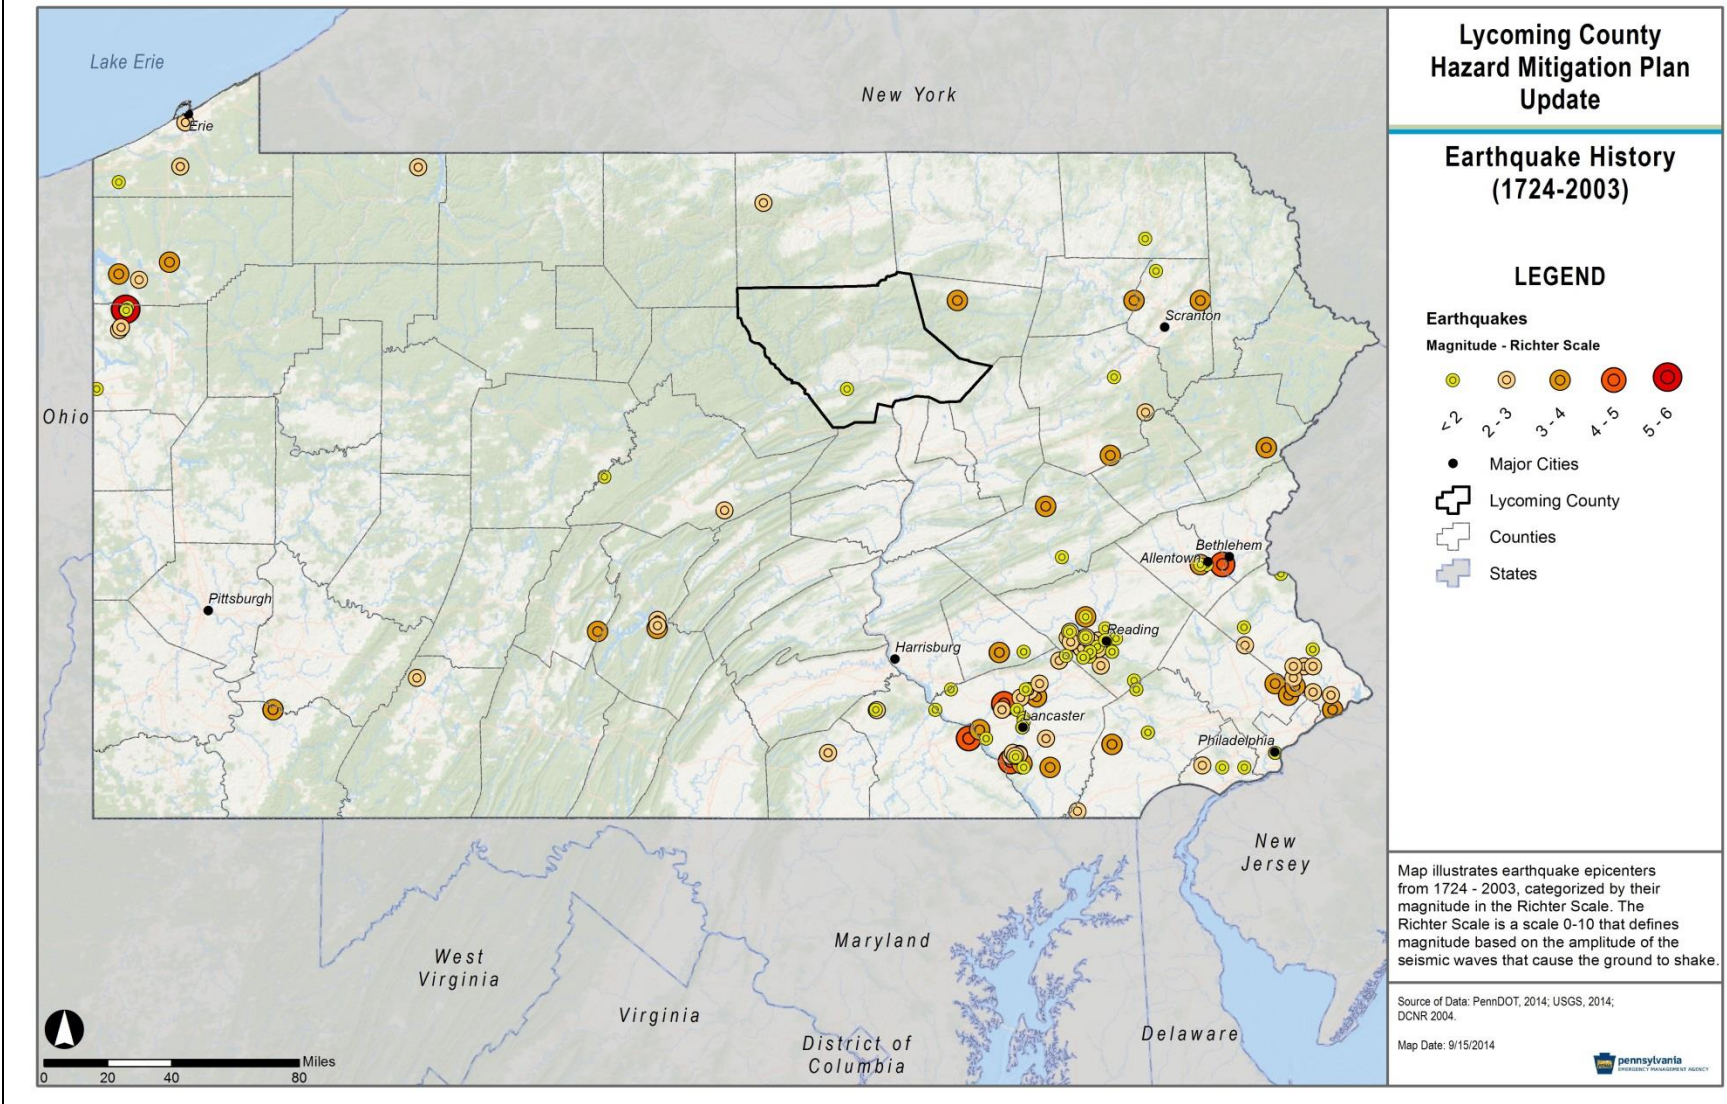 Lycoming County
Hazard Mitigation Plan
Update
Earthquake History
(1724-2003)
LEGEND
Earthquakes
Magnitude - Richter Scale
< 2
2 - 3
3 - 4
4 - 5
5 - 6
Major Cities
Lycoming County
Counties
States
Map illustrates earthquake epicenters
from 1724 - 2003, categorized by their
magnitude in the Richter Scale. The
Richter Scale is a scale 0-10 that defines
magnitude based on the amplitude of the
seismic waves that cause the ground to shake.
Source of Data: PennDOT, 2014; USGS, 2014;
DCNR 2004.
Map Date: 9/15/2014
pennsylvania
EMERGENCY MANAGEMENT AGENCY
Lake Erie
New York
Erie
Scranton
Ohio
Bethlehem
Allentown
Pittsburgh
Reading
Harrisburg
Lancaster
Philadelphia
New
Jersey
Maryland
West
Virginia
Virginia
District of
Columbia
Delaware
Miles
0 20 40 80